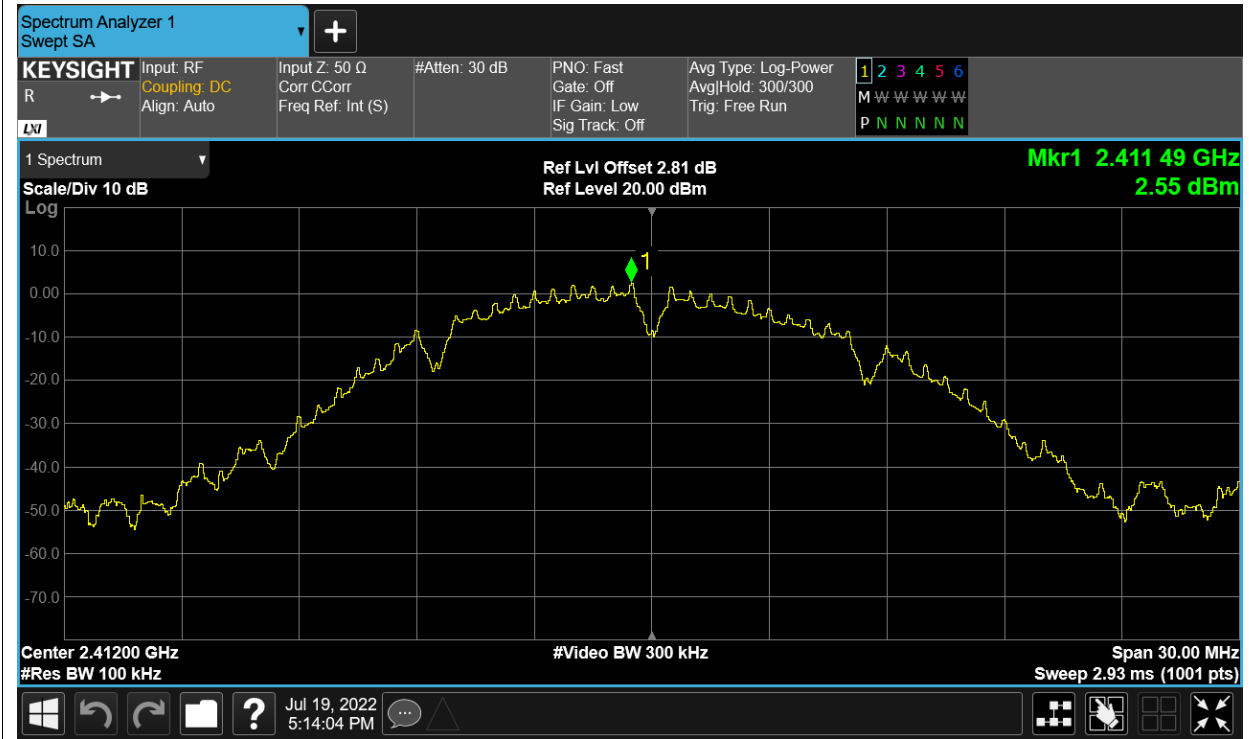 Spectrum Analyzer 1
Swept SA
+
KEYSIGHT Input: RF Input Z: 50 Ω #Atten: 30 dB PNO: Fast Avg Type: Log-Power 1 2 3 4 5 6
R Coupling: DC Corr CCorr Gate: Off Avg|Hold: 300/300 M W W W W W W
Align: Auto Freq Ref: Int (S) IF Gain: Low Trig: Free Run
LXI Sig Track: Off P N N N N N N
1 Spectrum Ref Lvl Offset 2.81 dB Mkr1 2.411 49 GHz
Scale/Div 10 dB Ref Level 20.00 dBm 2.55 dBm
Log
10.0
1
0.00
-10.0
-20.0
-30.0
-40.0
-50.0
-60.0
-70.0
Center 2.41200 GHz #Video BW 300 kHz Span 30.00 MHz
#Res BW 100 kHz Sweep 2.93 ms (1001 pts)
? Jul 19, 2022
5:14:04 PM